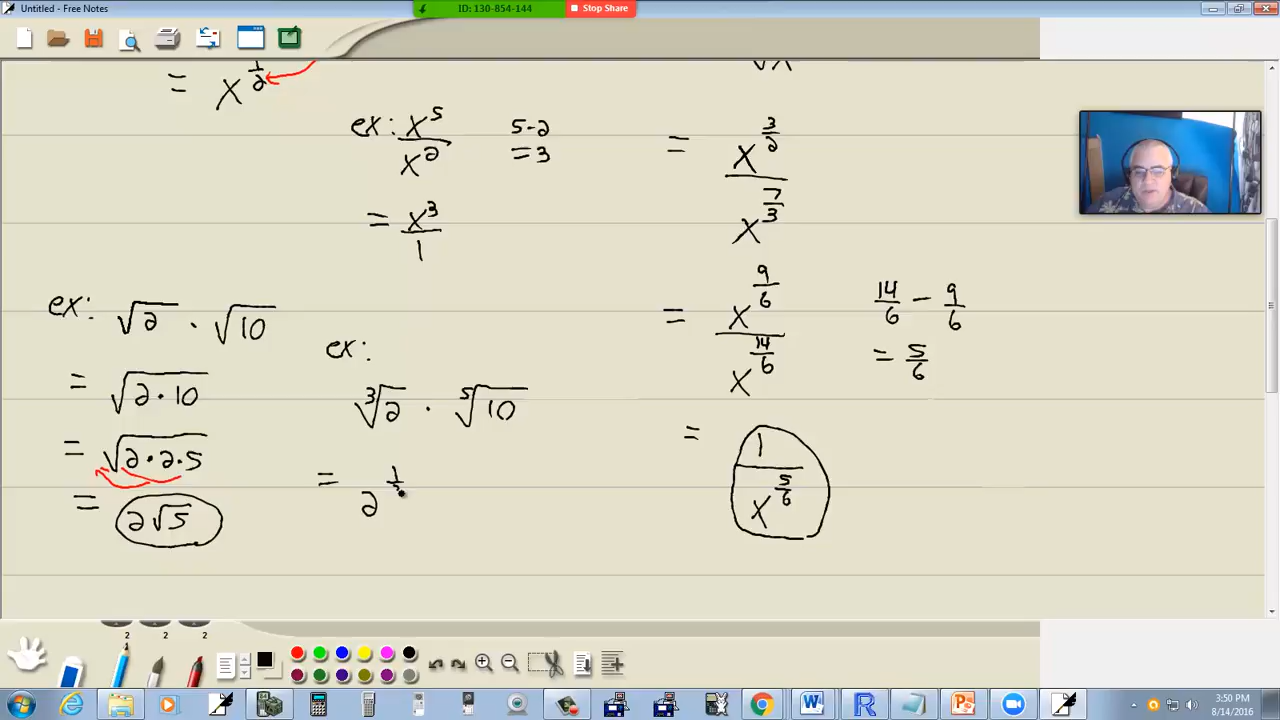 Untitled - Free Notes
ID: 130-854-144
Stop Share
= x^(1/2)
√x
ex: x^5/x^2
5-2
=3
= x^3/1
= x^(3/2)/x^(7/3)
= x^(9/6)/x^(14/6)
14/6 - 9/6
= 5/6
= 1/x^(5/6)
ex: √2 · √10
= √(2·10)
= √(2·2·5)
= 2√5
ex:
∛2 · ⁵√10
= 2^1
2 2 2
3:50 PM
8/14/2016